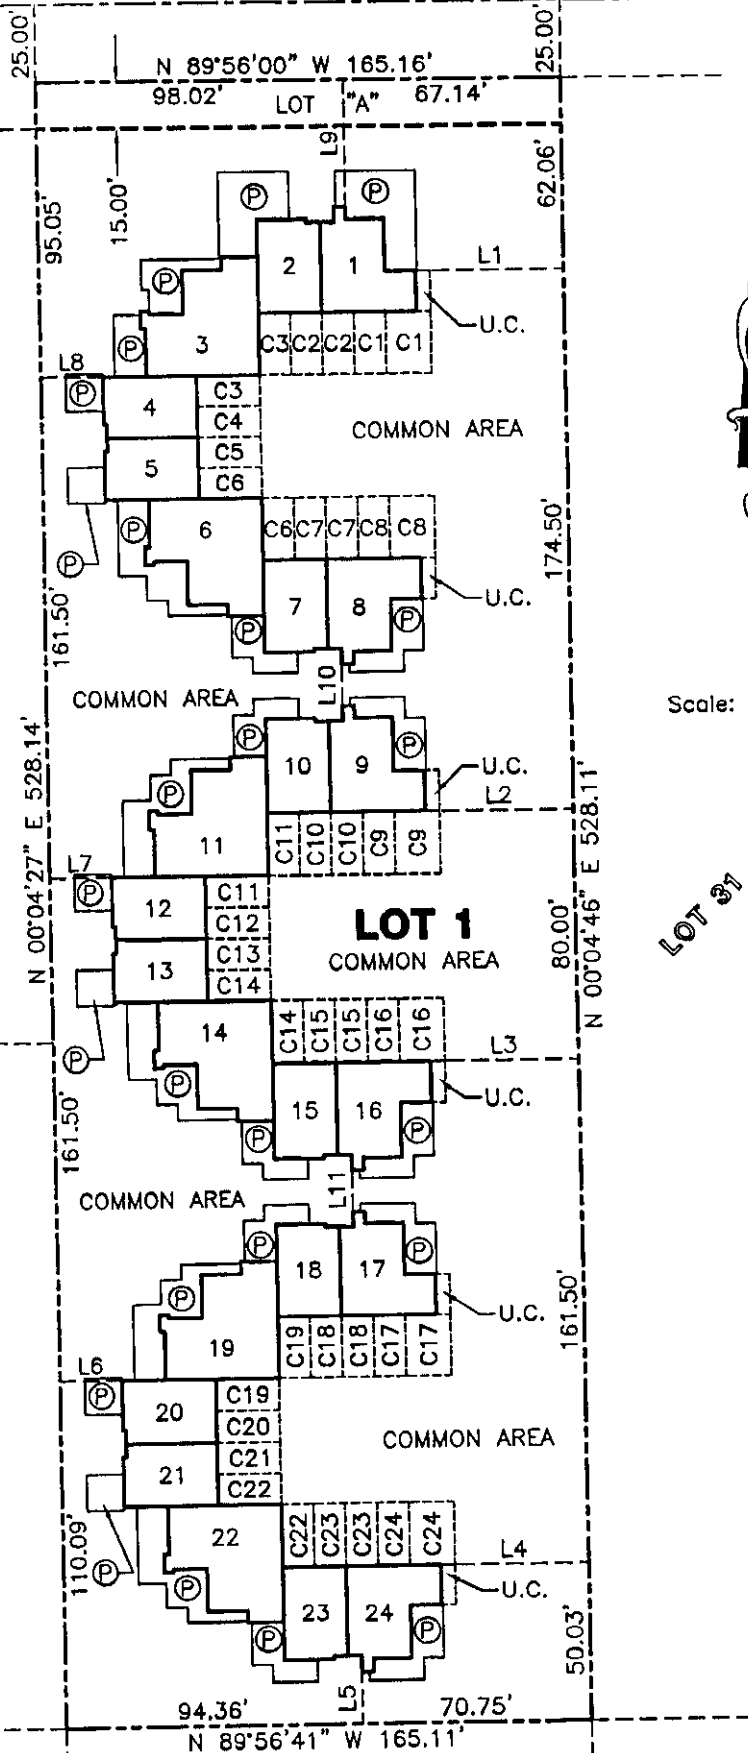 25.00'
25.00'
N 89°56'00" W 165.16'
98.02'
67.14'
LOT "A"
L9
62.06'
95.05'
15.00'
P
P
2
1
L1
P
U.C.
3
P
C3
C2
C2
C1
C1
L8
P
4
C3
C4
COMMON AREA
5
C5
C6
P
6
C6
C7
C7
C8
C8
174.50'
P
7
8
U.C.
161.50'
P
P
L10
COMMON AREA
Scale:
P
10
9
P
U.C.
L2
P
11
C11
C10
C10
C9
C9
N 00°04'27" E 528.14'
N 00°04'46" E 528.11'
L7
P
12
C11
C12
LOT 1
COMMON AREA
80.00'
LOT 31
13
C13
C14
14
C14
C15
C15
C16
C16
L3
P
P
15
16
U.C.
161.50'
P
P
L11
COMMON AREA
P
18
17
P
P
U.C.
161.50'
19
C19
C18
C18
C17
C17
L6
P
20
C19
C20
COMMON AREA
21
C21
C22
22
C22
C23
C23
C24
C24
L4
110.09'
P
P
23
24
U.C.
P
P
50.03'
L5
94.36'
70.75'
N 89°56'41" W 165.11'